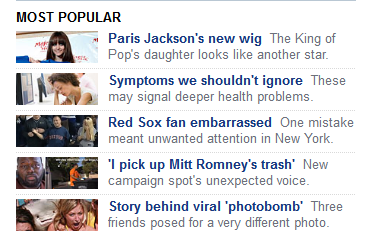 MOST POPULAR
Paris Jackson's new wig The King of
Pop's daughter looks like another star.
Symptoms we shouldn't ignore These
may signal deeper health problems.
Red Sox fan embarrassed One mistake
meant unwanted attention in New York.
'I pick up Mitt Romney's trash' New
campaign spot's unexpected voice.
Story behind viral 'photobomb' Three
friends posed for a very different photo.